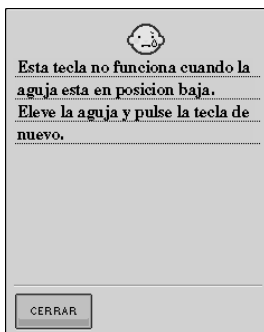 Esta tecla no funciona cuando la
aguja esta en posicion baja.
Eleve la aguja y pulse la tecla de
nuevo.
CERRAR